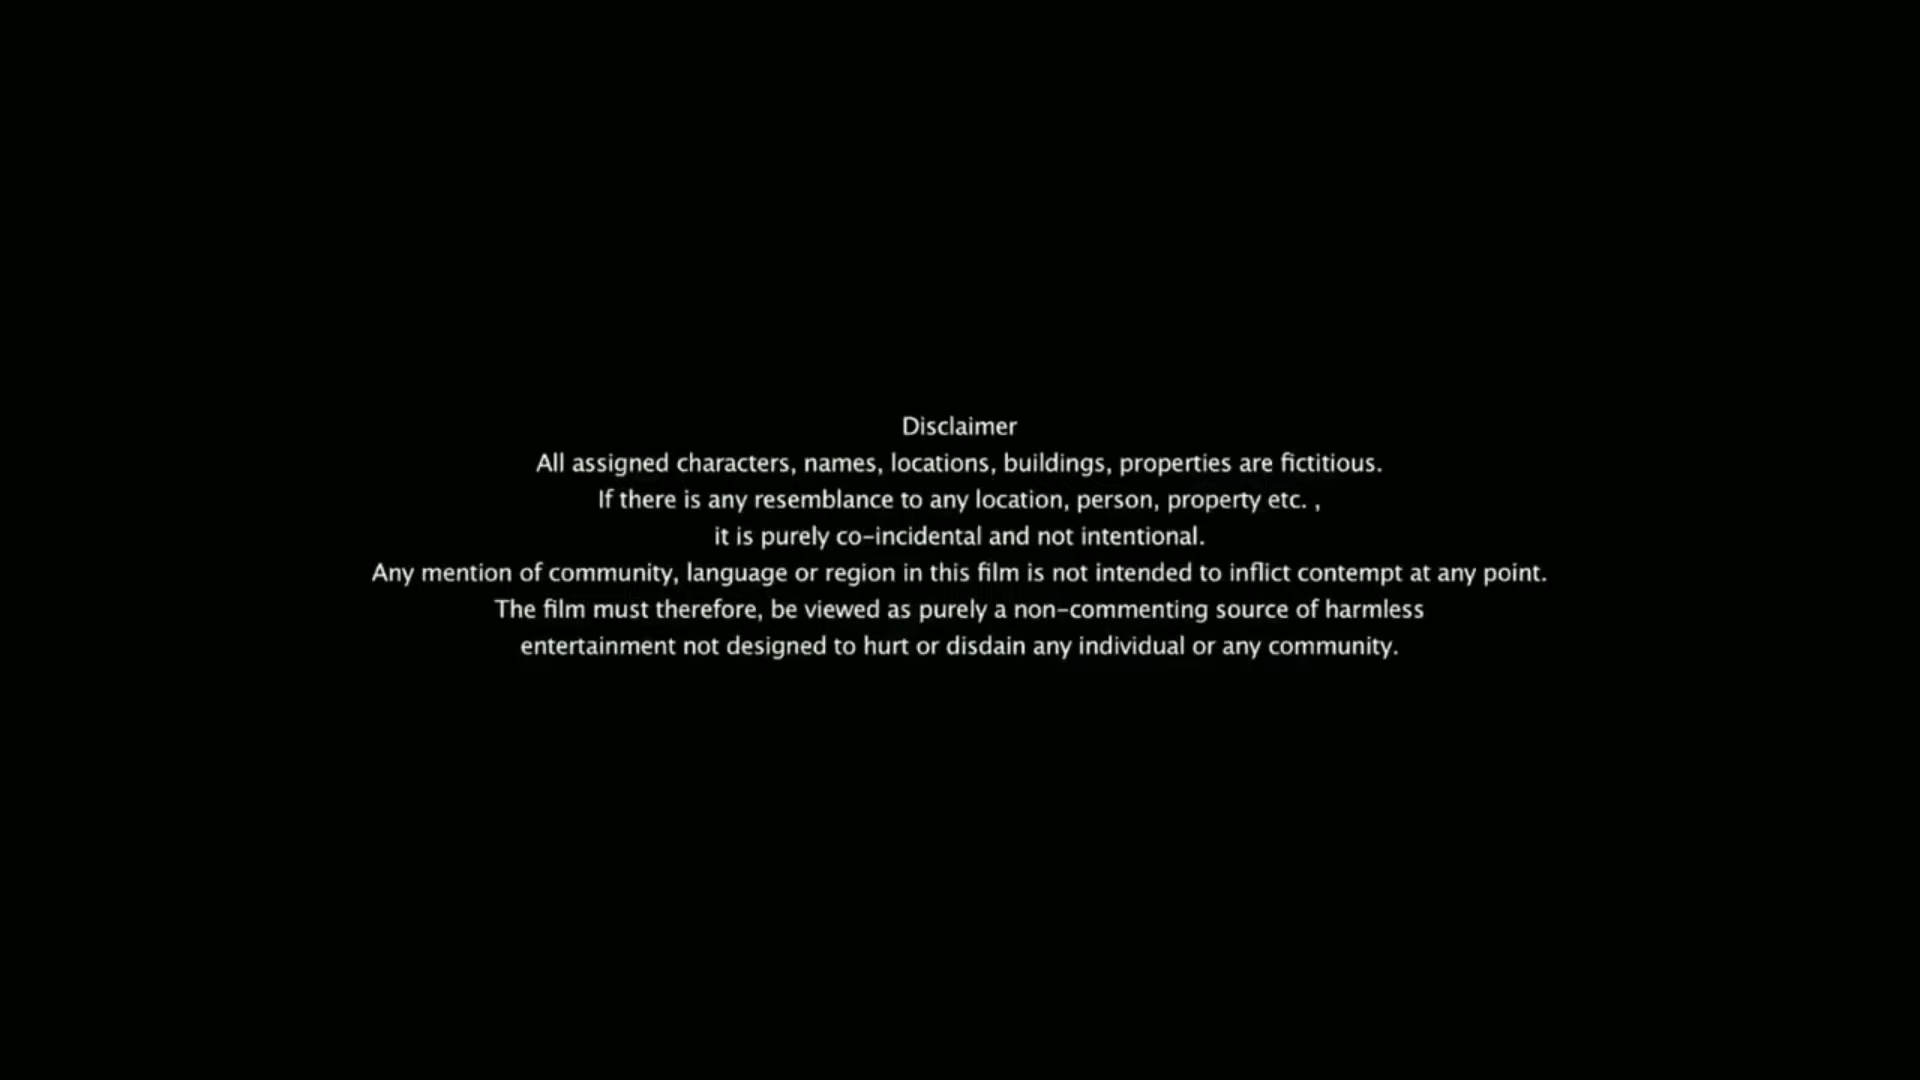 Disclaimer
All assigned characters, names, locations, buildings, properties are fictitious.
If there is any resemblance to any location, person, property etc. ,
it is purely co-incidental and not intentional.
Any mention of community, language or region in this film is not intended to inflict contempt at any point.
The film must therefore, be viewed as purely a non-commenting source of harmless
entertainment not designed to hurt or disdain any individual or any community.